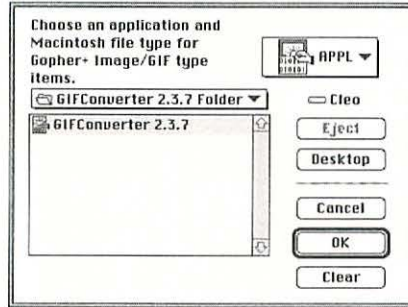 Choose an application and
Macintosh file type for
Gopher+ Image/GIF type
items.
APPL
GIFConverter 2.3.7 Folder
Cleo
GIFConverter 2.3.7
Eject
Desktop
Cancel
OK
Clear